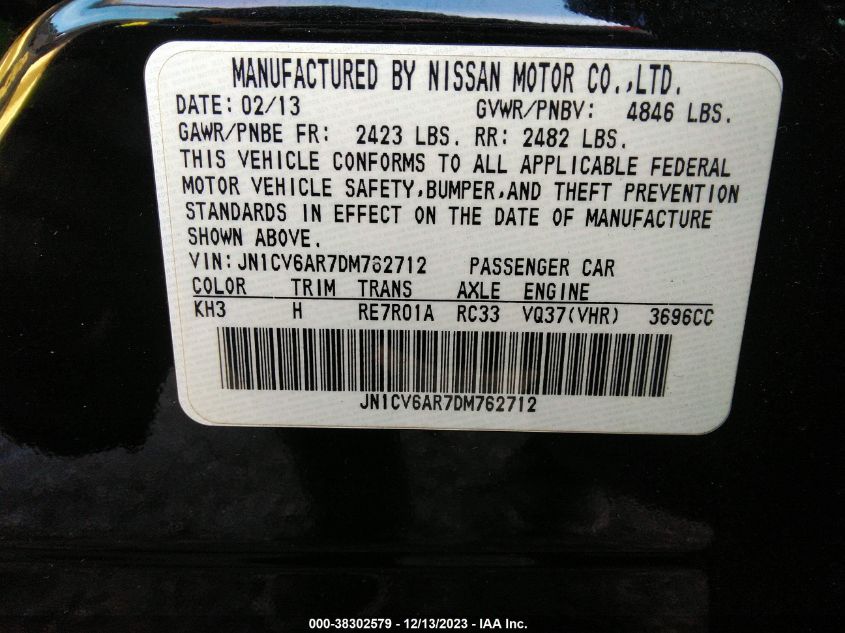 MANUFACTURED BY NISSAN MOTOR CO.,LTD.
DATE: 02/13 GVWR/PNBV: 4846 LBS.
GAWR/PNBE FR: 2423 LBS. RR: 2482 LBS.
THIS VEHICLE CONFORMS TO ALL APPLICABLE FEDERAL
MOTOR VEHICLE SAFETY,BUMPER,AND THEFT PREVENTION
STANDARDS IN EFFECT ON THE DATE OF MANUFACTURE
SHOWN ABOVE.
VIN:JN1CV6AR7DM762712 PASSENGER CAR
COLOR TRIM TRANS AXLE ENGINE
KH3 H RE7R01A RC33 VQ37(VHR) 3696CC
JN1CV6AR7DM762712
000-38302579 - 12/13/2023 - IAA Inc.